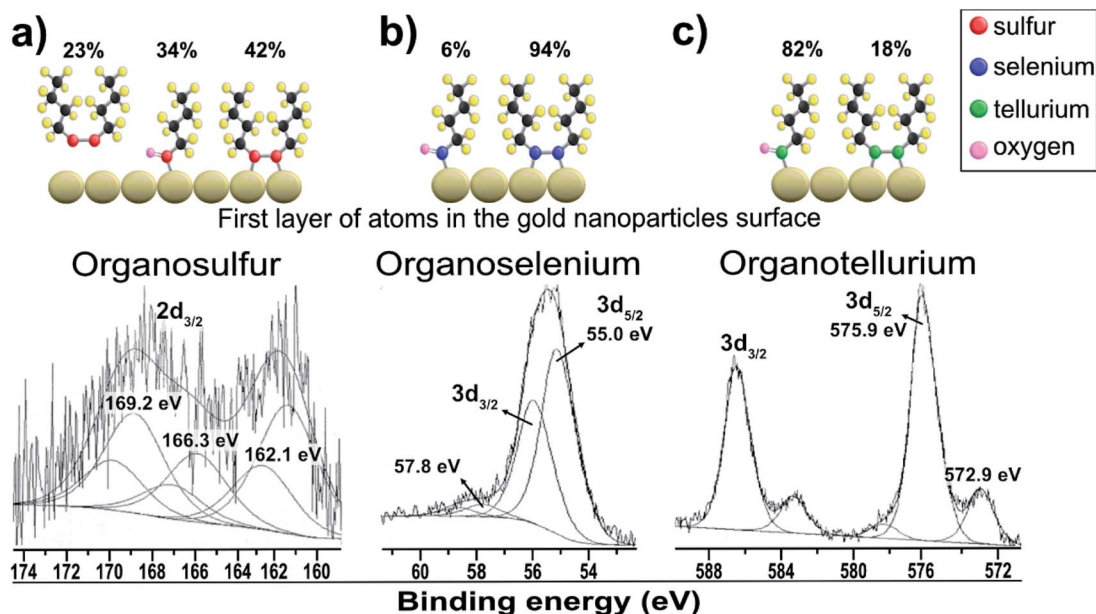 a)
23%
34%
42%
b)
6%
94%
c)
82%
18%
sulfur
selenium
tellurium
oxygen
First layer of atoms in the gold nanoparticles surface
Organosulfur
2d3/2
169.2 eV
166.3 eV
162.1 eV
174 172 170 168 166 164 162 160
Organoselenium
3d5/2
55.0 eV
3d3/2
57.8 eV
60 58 56 54
Organotellurium
3d5/2
575.9 eV
3d3/2
572.9 eV
588 584 580 576 572
Binding energy (eV)